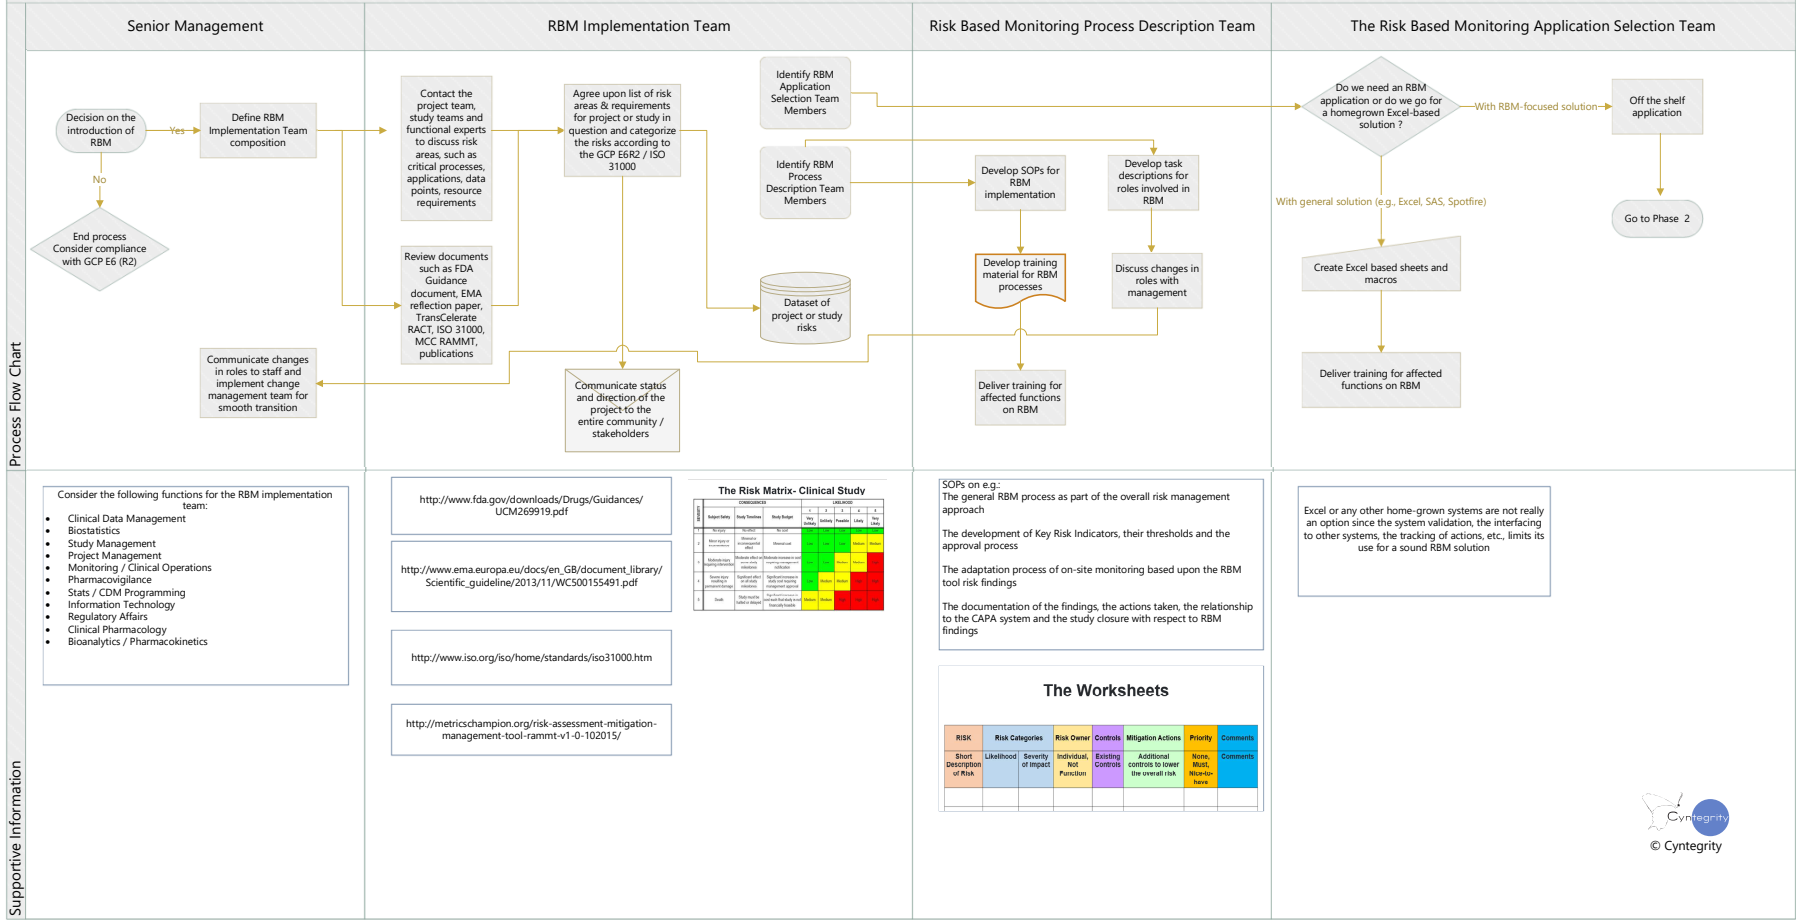 Senior Management
RBM Implementation Team
Risk Based Monitoring Process Description Team
The Risk Based Monitoring Application Selection Team
Process Flow Chart
Decision on the
introduction of
RBM
Yes
No
End process
Consider compliance
with GCP E6 (R2)
Define RBM
Implementation Team
composition
Communicate changes
in roles to staff and
implement change
management team for
smooth transition
Contact the
project team,
study teams and
functional experts
to discuss risk
areas, such as
critical processes,
applications, data
points, resource
requirements
Review documents
such as FDA
Guidance
document, EMA
reflection paper,
TransCelerate
RACT, ISO 31000,
MCC RAMMT,
publications
Agree upon list of risk
areas & requirements
for project or study in
question and categorize
the risks according to
the GCP E6R2 / ISO
31000
Communicate status
and direction of the
project to the
entire community /
stakeholders
Identify RBM
Application
Selection Team
Members
Identify RBM
Process
Description Team
Members
Dataset of
project or study
risks
Develop SOPs for
RBM
implementation
Develop training
material for RBM
processes
Deliver training for
affected functions
on RBM
Develop task
descriptions for
roles involved in
RBM
Discuss changes in
roles with
management
Do we need an RBM
application or do we go for
a homegrown Excel-based
solution ?
With RBM-focused solution
Off the shelf
application
Go to Phase 2
With general solution (e.g., Excel, SAS, Spotfire)
Create Excel based sheets and
macros
Deliver training for affected
functions on RBM
Supportive Information
Consider the following functions for the RBM implementation
team:
• Clinical Data Management
• Biostatistics
• Study Management
• Project Management
• Monitoring / Clinical Operations
• Pharmacovigilance
• Stats / CDM Programming
• Information Technology
• Regulatory Affairs
• Clinical Pharmacology
• Bioanalytics / Pharmacokinetics
http://www.fda.gov/downloads/Drugs/Guidances/
UCM269919.pdf
http://www.ema.europa.eu/docs/en_GB/document_library/
Scientific_guideline/2013/11/WC500155491.pdf
http://www.iso.org/iso/home/standards/iso31000.htm
http://metricschampion.org/risk-assessment-mitigation-
management-tool-rammt-v1-0-102015/
The Risk Matrix- Clinical Study
CONSEQUENCES
LIKELIHOOD
Subject Safety Study Timelines Study Budget
Very Unlikely Unlikely Possible Likely Very Likely
SOPs on e.g.:
The general RBM process as part of the overall risk management
approach
The development of Key Risk Indicators, their thresholds and the
approval process
The adaptation process of on-site monitoring based upon the RBM
tool risk findings
The documentation of the findings, the actions taken, the relationship
to the CAPA system and the study closure with respect to RBM
findings
The Worksheets
RISK Risk Categories Risk Owner Controls Mitigation Actions Priority Comments
Short
Description
of Risk
Likelihood
Severity
of Impact
Individual,
Not
Function
Existing
Controls
Additional
controls to lower
the overall risk
None,
Must,
Nice-to-
have
Comments
Excel or any other home-grown systems are not really
an option since the system validation, the interfacing
to other systems, the tracking of actions, etc., limits its
use for a sound RBM solution
Cyntegrity
© Cyntegrity